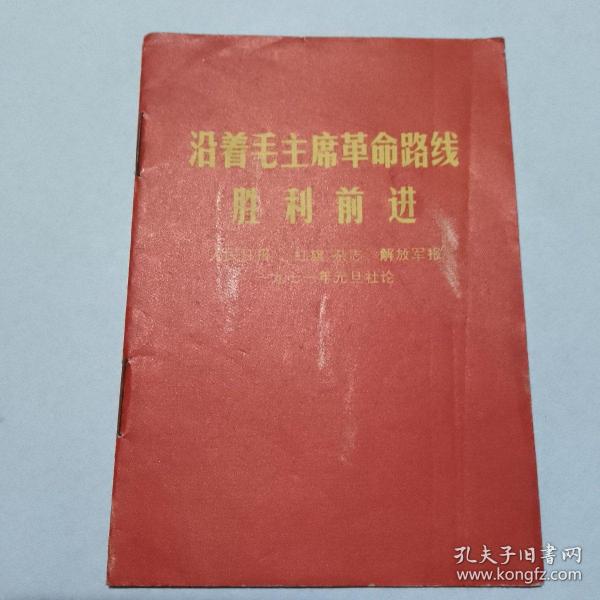 沿着毛主席革命路线
胜利前进
人民日报、红旗杂志、解放军报
一九七一年元旦社论
孔夫子旧书网
www.kongfz.com